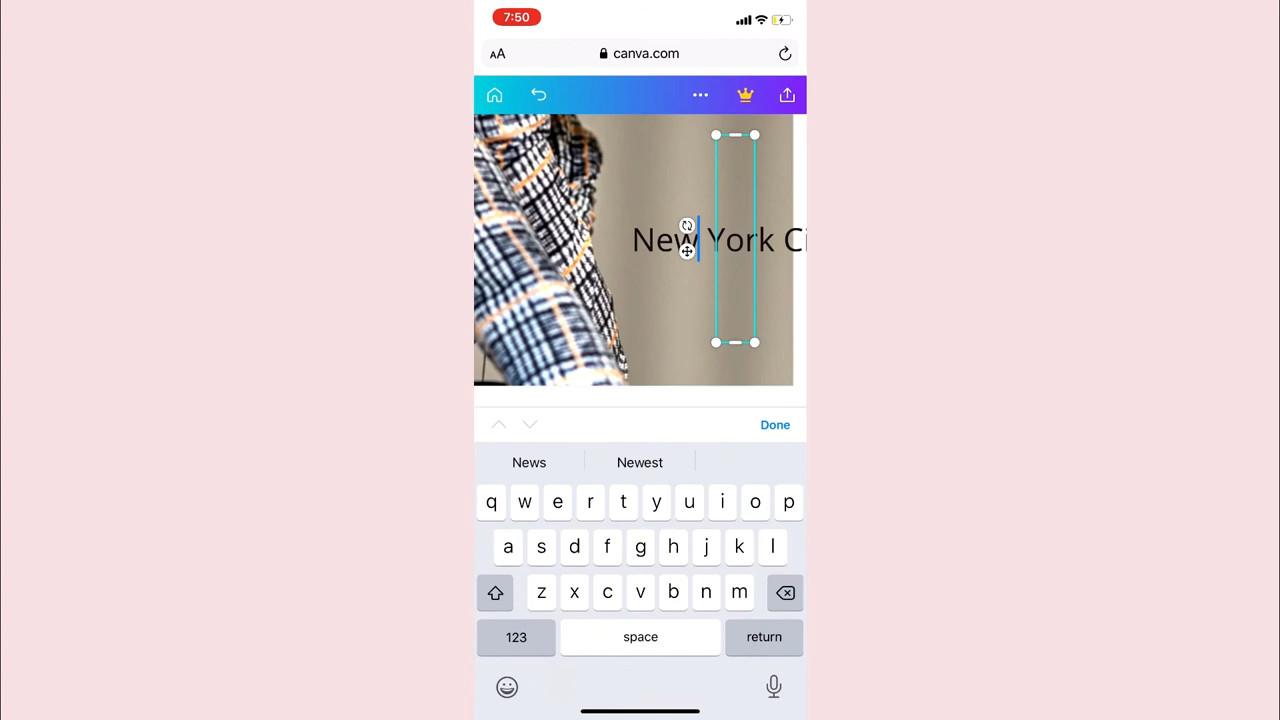 7:50
AA
canva.com
New York Ci
Done
News
Newest
q w e r t y u i o p
a s d f g h j k l
z x c v b n m
123
space
return